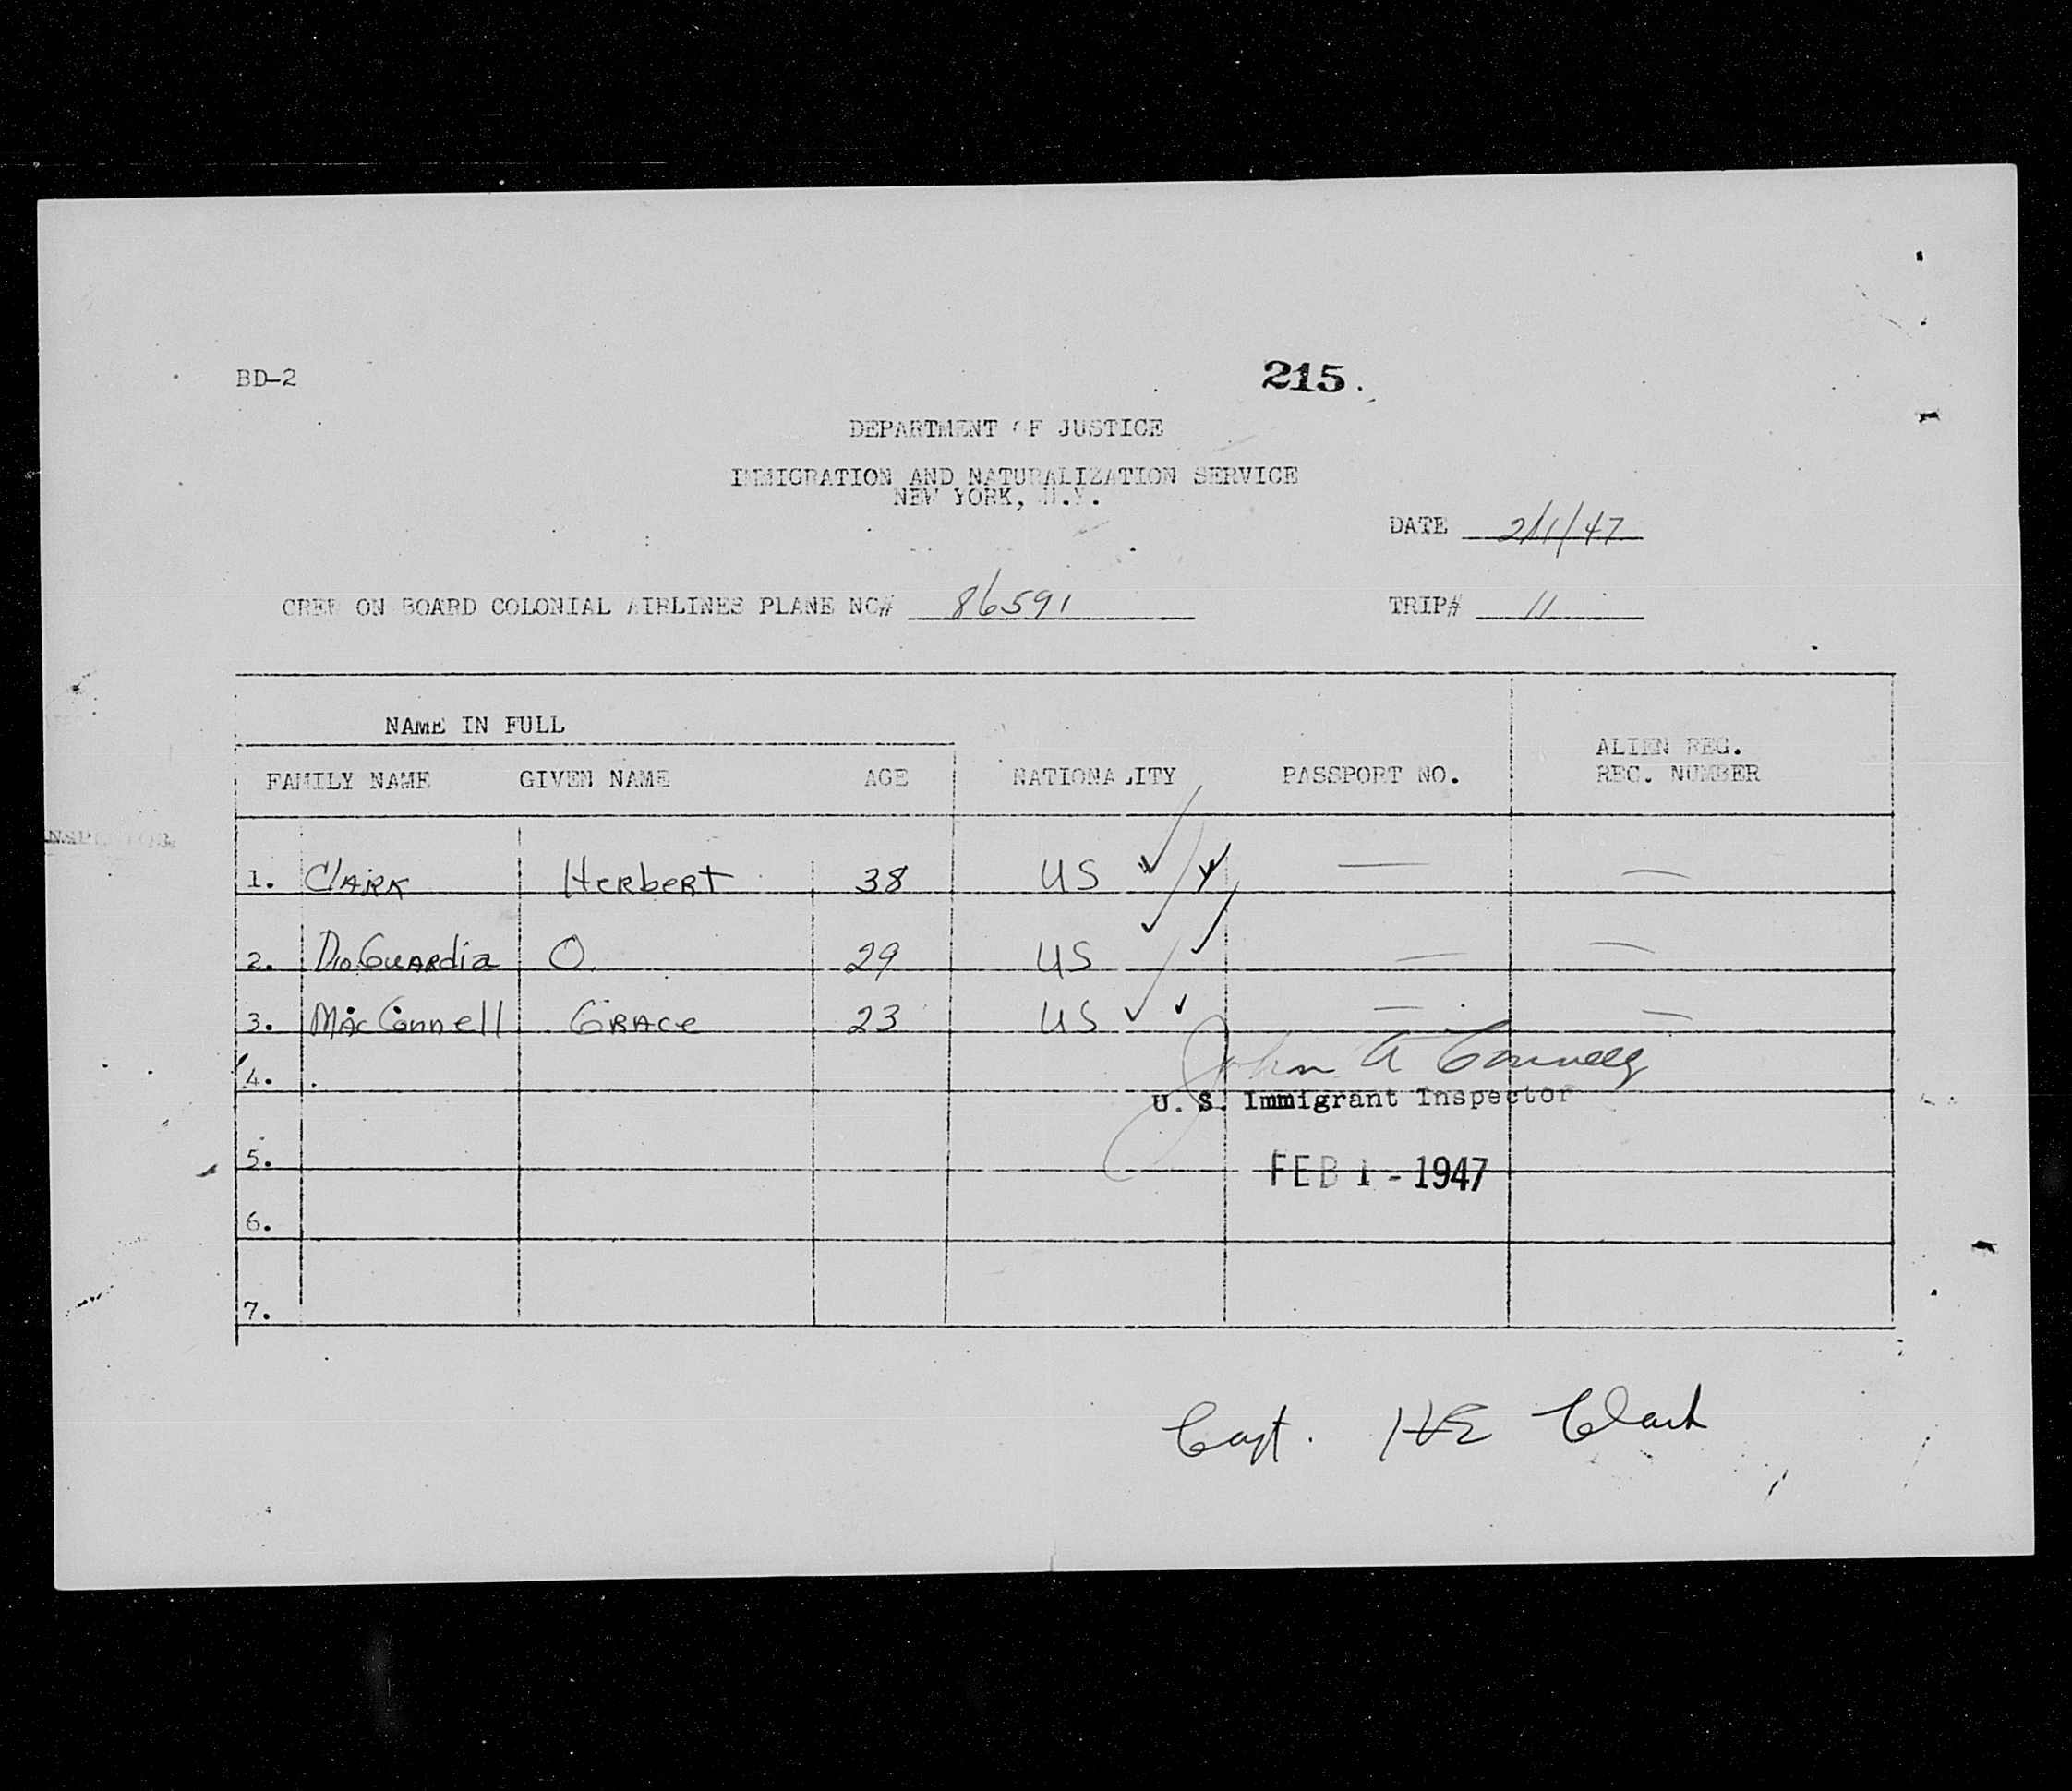 BD-2
215.
DEPARTMENT OF JUSTICE
IMMIGRATION AND NATURALIZATION SERVICE
NEW YORK, N.Y.
DATE 2/1/47
CREW ON BOARD COLONIAL AIRLINES PLANE NC# 86591 TRIP# 11
NAME IN FULL
FAMILY NAME GIVEN NAME AGE NATIONALITY PASSPORT NO. ALIEN REG. REC. NUMBER
1. Clark Herbert 38 US — —
2. DioGuardia O. 29 US — —
3. MacConnell Grace 23 US — —
John A Connelly
4.
U. S. Immigrant Inspector
5.
FEB 1 - 1947
6.
7.
Capt. HE Clark